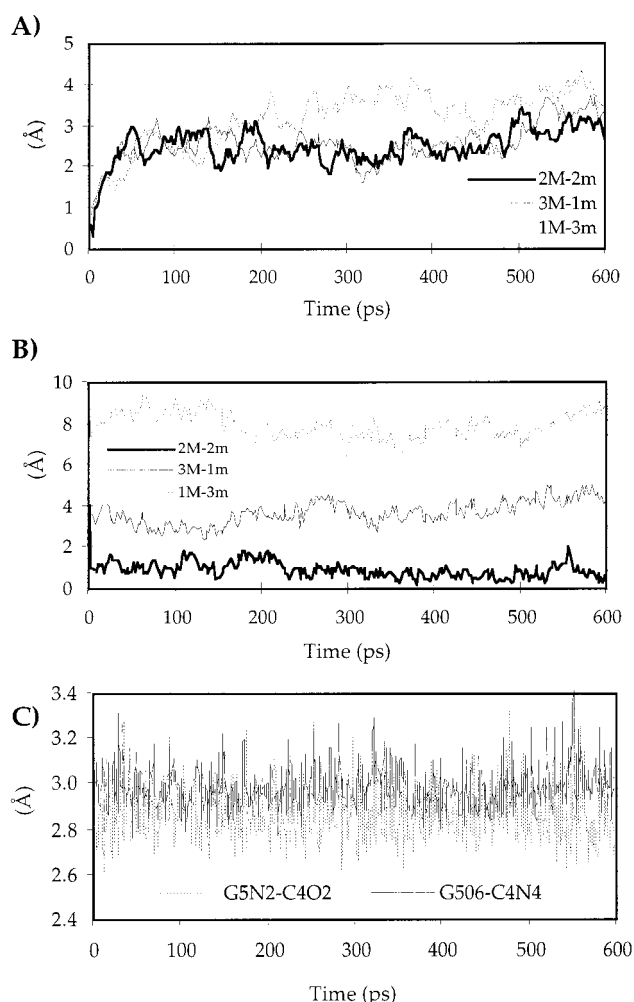 A)
5
4
3
2
1
0
(Å)
0 100 200 300 400 500 600
Time (ps)
2M-2m
3M-1m
1M-3m
B)
10
8
6
4
2
0
(Å)
0 100 200 300 400 500 600
Time (ps)
2M-2m
3M-1m
1M-3m
C)
3.4
3.2
3.0
2.8
2.6
2.4
(Å)
G5N2-C4O2 G506-C4N4
0 100 200 300 400 500 600
Time (ps)